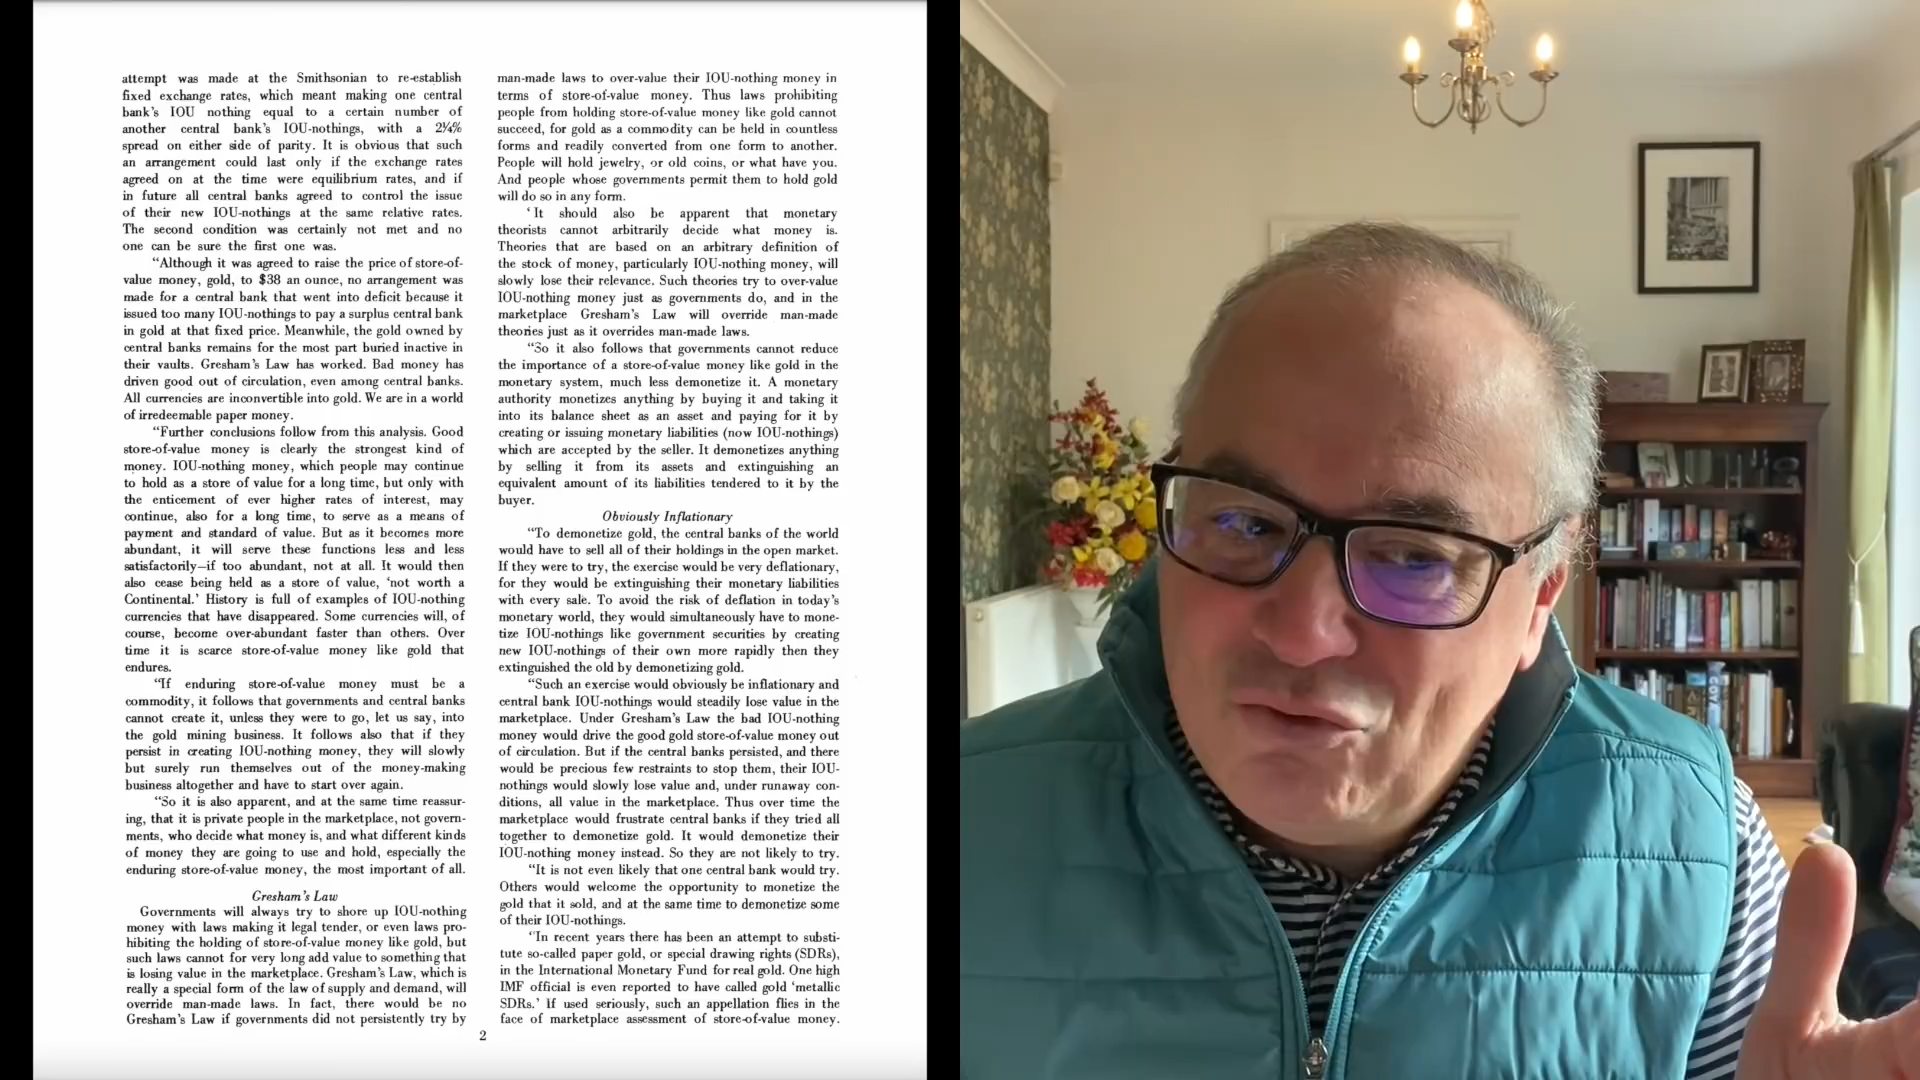 attempt was made at the Smithsonian to re-establish
fixed exchange rates, which meant making one central
bank's IOU nothing equal to a certain number of
another central bank's IOU-nothings, with a 2¼%
spread on either side of parity. It is obvious that such
an arrangement could last only if the exchange rates
agreed on at the time were equilibrium rates, and if
in future all central banks agreed to control the issue
of their new IOU-nothings at the same relative rates.
The second condition was certainly not met and no
one can be sure the first one was.
“Although it was agreed to raise the price of store-of-
value money, gold, to $38 an ounce, no arrangement was
made for a central bank that went into deficit because it
issued too many IOU-nothings to pay a surplus central bank
in gold at that fixed price. Meanwhile, the gold owned by
central banks remains for the most part buried inactive in
their vaults. Gresham's Law has worked. Bad money has
driven good out of circulation, even among central banks.
All currencies are inconvertible into gold. We are in a world
of irredeemable paper money.
“Further conclusions follow from this analysis. Good
store-of-value money is clearly the strongest kind of
money. IOU-nothing money, which people may continue
to hold as a store of value for a long time, but only with
the enticement of ever higher rates of interest, may
continue, also for a long time, to serve as a means of
payment and standard of value. But as it becomes more
abundant, it will serve these functions less and less
satisfactorily—if too abundant, not at all. It would then
also cease being held as a store of value, ‘not worth a
Continental.’ History is full of examples of IOU-nothing
currencies that have disappeared. Some currencies will, of
course, become over-abundant faster than others. Over
time it is scarce store-of-value money like gold that
endures.
“If enduring store-of-value money must be a
commodity, it follows that governments and central banks
cannot create it, unless they were to go, let us say, into
the gold mining business. It follows also that if they
persist in creating IOU-nothing money, they will slowly
but surely run themselves out of the money-making
business altogether and have to start over again.
“So it is also apparent, and at the same time reassur-
ing, that it is private people in the marketplace, not govern-
ments, who decide what money is, and what different kinds
of money they are going to use and hold, especially the
enduring store-of-value money, the most important of all.
Gresham's Law
Governments will always try to shore up IOU-nothing
money with laws making it legal tender, or even laws pro-
hibiting the holding of store-of-value money like gold, but
such laws cannot for very long add value to something that
is losing value in the marketplace. Gresham's Law, which is
really a special form of the law of supply and demand, will
override man-made laws. In fact, there would be no
Gresham's Law if governments did not persistently try by
man-made laws to over-value their IOU-nothing money in
terms of store-of-value money. Thus laws prohibiting
people from holding store-of-value money like gold cannot
succeed, for gold as a commodity can be held in countless
forms and readily converted from one form to another.
People will hold jewelry, or old coins, or what have you.
And people whose governments permit them to hold gold
will do so in any form.
‘It should also be apparent that monetary
theorists cannot arbitrarily decide what money is.
Theories that are based on an arbitrary definition of
the stock of money, particularly IOU-nothing money, will
slowly lose their relevance. Such theories try to over-value
IOU-nothing money just as governments do, and in the
marketplace Gresham's Law will override man-made
theories just as it overrides man-made laws.
“So it also follows that governments cannot reduce
the importance of a store-of-value money like gold in the
monetary system, much less demonetize it. A monetary
authority monetizes anything by buying it and taking it
into its balance sheet as an asset and paying for it by
creating or issuing monetary liabilities (now IOU-nothings)
which are accepted by the seller. It demonetizes anything
by selling it from its assets and extinguishing an
equivalent amount of its liabilities tendered to it by the
buyer.
Obviously Inflationary
“To demonetize gold, the central banks of the world
would have to sell all of their holdings in the open market.
If they were to try, the exercise would be very deflationary,
for they would be extinguishing their monetary liabilities
with every sale. To avoid the risk of deflation in today's
monetary world, they would simultaneously have to mone-
tize IOU-nothings like government securities by creating
new IOU-nothings of their own more rapidly then they
extinguished the old by demonetizing gold.
“Such an exercise would obviously be inflationary and
central bank IOU-nothings would steadily lose value in the
marketplace. Under Gresham's Law the bad IOU-nothing
money would drive the good gold store-of-value money out
of circulation. But if the central banks persisted, and there
would be precious few restraints to stop them, their IOU-
nothings would slowly lose value and, under runaway con-
ditions, all value in the marketplace. Thus over time the
marketplace would frustrate central banks if they tried all
together to demonetize gold. It would demonetize their
IOU-nothing money instead. So they are not likely to try.
“It is not even likely that one central bank would try.
Others would welcome the opportunity to monetize the
gold that it sold, and at the same time to demonetize some
of their IOU-nothings.
“In recent years there has been an attempt to substi-
tute so-called paper gold, or special drawing rights (SDRs),
in the International Monetary Fund for real gold. One high
IMF official is even reported to have called gold ‘metallic
SDRs.’ If used seriously, such an appellation flies in the
face of marketplace assessment of store-of-value money.
2